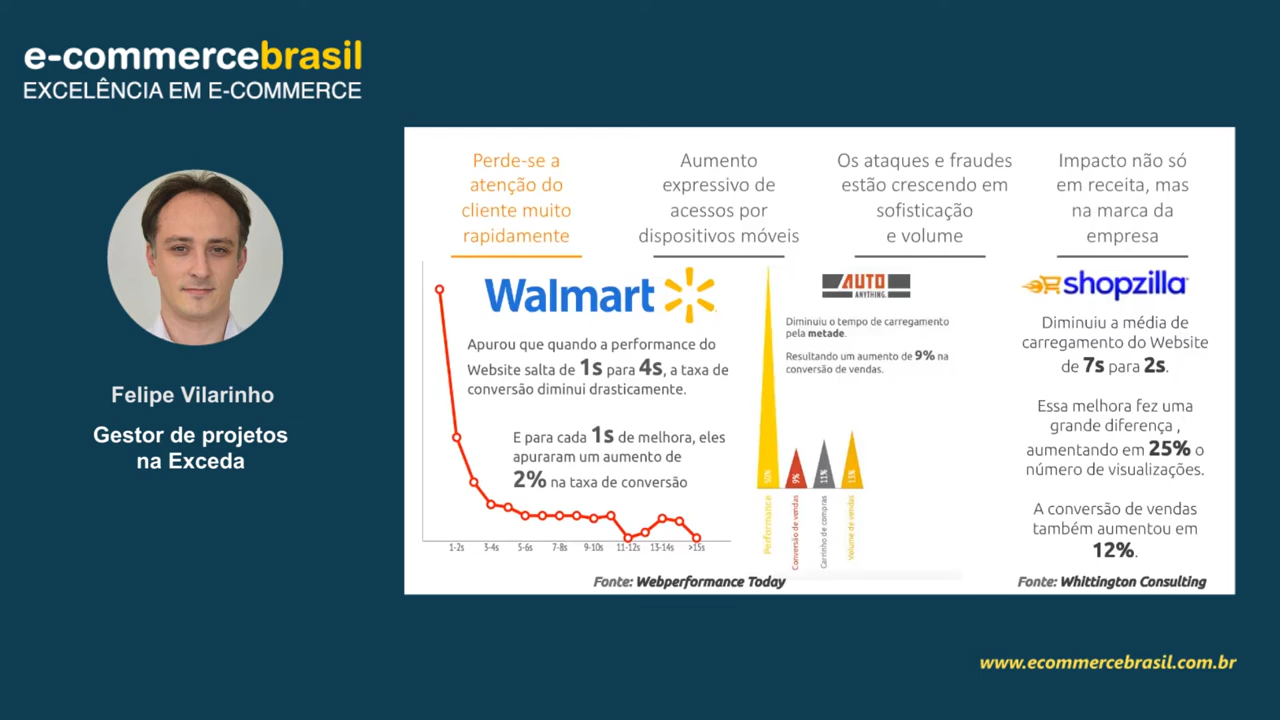 e-commercebrasil
EXCELÊNCIA EM E-COMMERCE
Felipe Vilarinho
Gestor de projetos
na Exceda
Perde-se a
atenção do
cliente muito
rapidamente
Aumento
expressivo de
acessos por
dispositivos móveis
Os ataques e fraudes
estão crescendo em
sofisticação
e volume
Impacto não só
em receita, mas
na marca da
empresa
Walmart
Apurou que quando a performance do
Website salta de 1s para 4s, a taxa de
conversão diminui drasticamente.
E para cada 1s de melhora, eles
apuraram um aumento de
2% na taxa de conversão
1-2s
3-4s
5-6s
7-8s
9-10s
11-12s
13-14s
>15s
AUTO
ANYTHING.
Diminuiu o tempo de carregamento
pela metade.
Resultando um aumento de 9% na
conversão de vendas.
50%
9%
11%
13%
Performance
Conversão de vendas
Carrinho de compras
Volume de vendas
Fonte: Webperformance Today
shopzilla
Diminuiu a média de
carregamento do Website
de 7s para 2s.
Essa melhora fez uma
grande diferença ,
aumentando em 25% o
número de visualizações.
A conversão de vendas
também aumentou em
12%.
Fonte: Whittington Consulting
www.ecommercebrasil.com.br